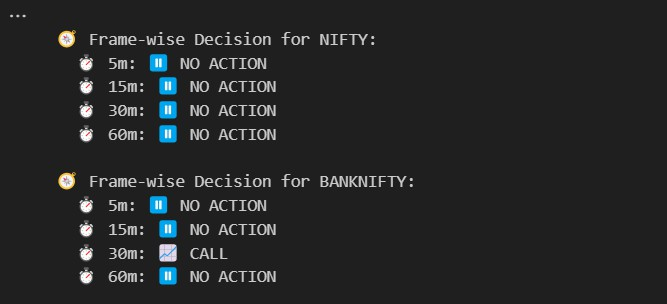 ...
🧭 Frame-wise Decision for NIFTY:
⏱ 5m: ⏸ NO ACTION
⏱ 15m: ⏸ NO ACTION
⏱ 30m: ⏸ NO ACTION
⏱ 60m: ⏸ NO ACTION
🧭 Frame-wise Decision for BANKNIFTY:
⏱ 5m: ⏸ NO ACTION
⏱ 15m: ⏸ NO ACTION
⏱ 30m: 📈 CALL
⏱ 60m: ⏸ NO ACTION